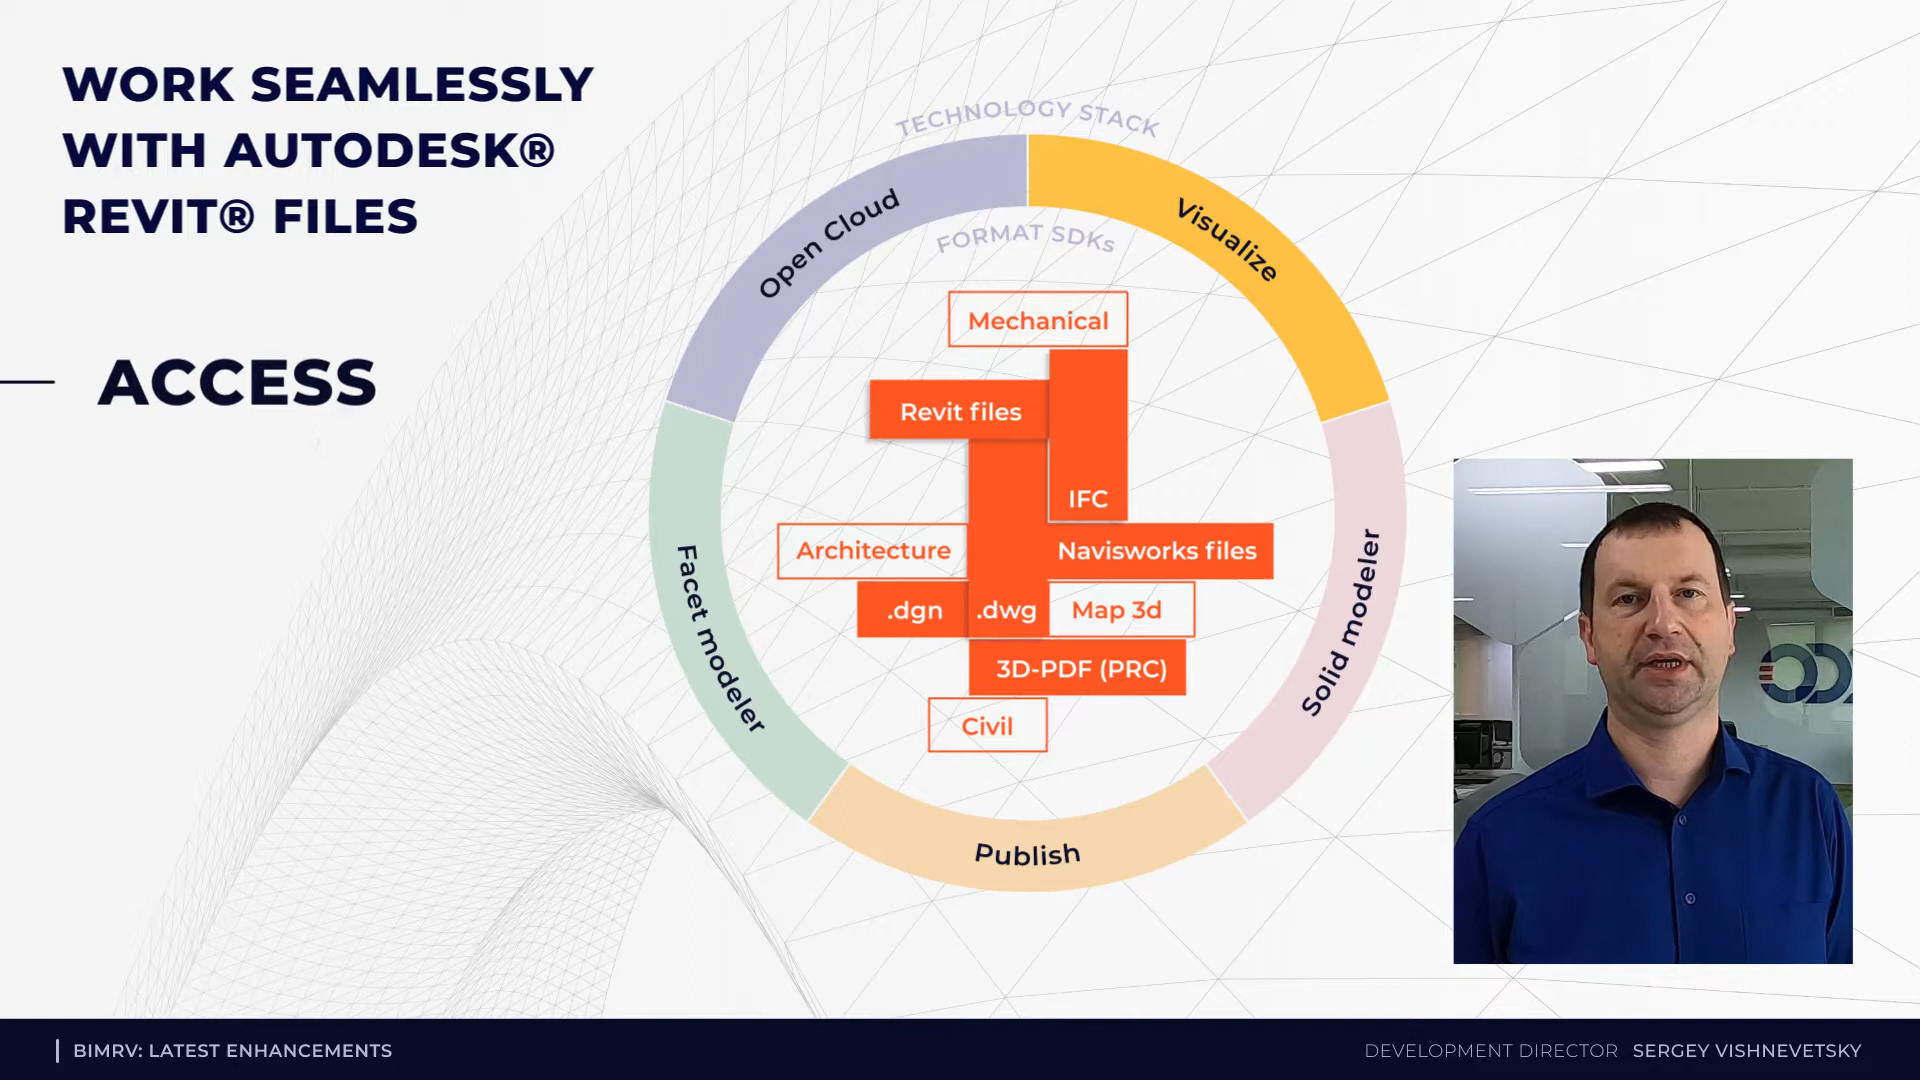 WORK SEAMLESSLY
WITH AUTODESK®
REVIT® FILES
ACCESS
TECHNOLOGY STACK
Open Cloud
Visualize
FORMAT SDKs
Mechanical
Revit files
IFC
Architecture
Navisworks files
.dgn
.dwg
Map 3d
3D-PDF (PRC)
Civil
Facet modeler
Solid modeler
Publish
BIMRV: LATEST ENHANCEMENTS
DEVELOPMENT DIRECTOR SERGEY VISHNEVETSKY